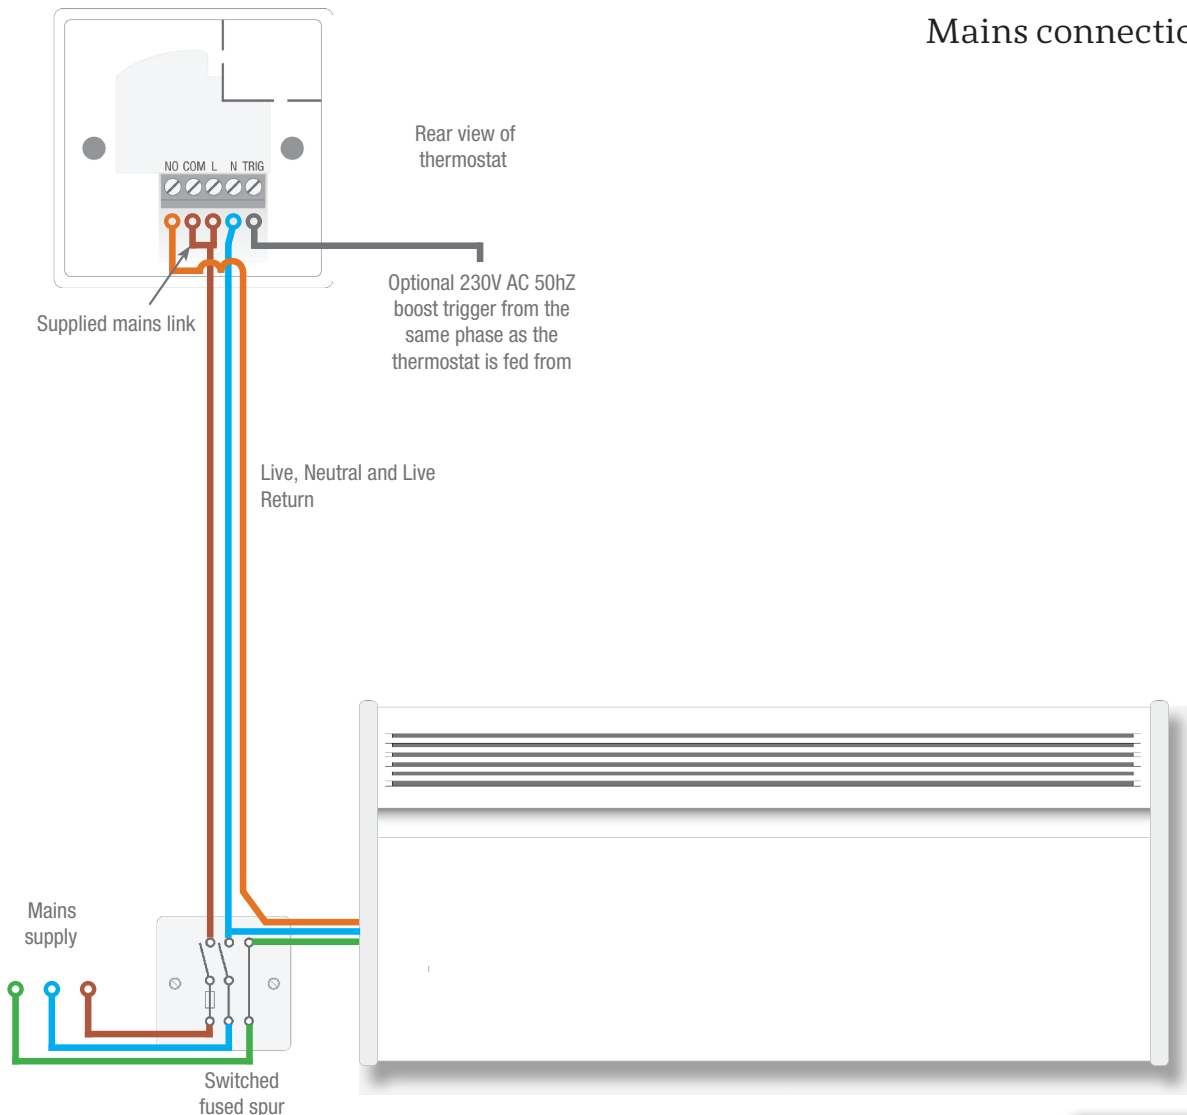 Mains connectio
Rear view of
thermostat
NO COM L N TRIG
Optional 230V AC 50hZ
boost trigger from the
same phase as the
thermostat is fed from
Supplied mains link
Live, Neutral and Live
Return
Mains
supply
Switched
fused spur